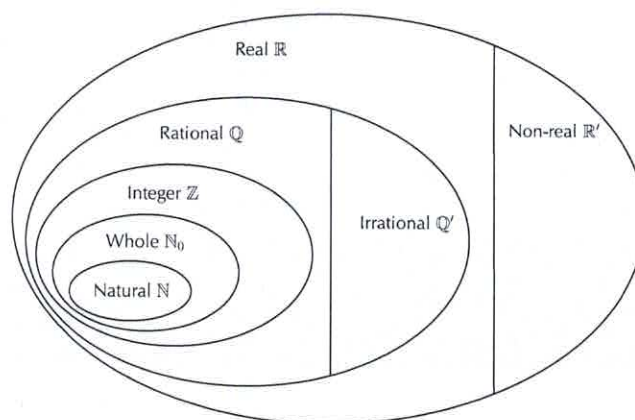 Real ℝ
Rational ℚ
Non-real ℝ′
Integer ℤ
Irrational ℚ′
Whole ℕ₀
Natural ℕ